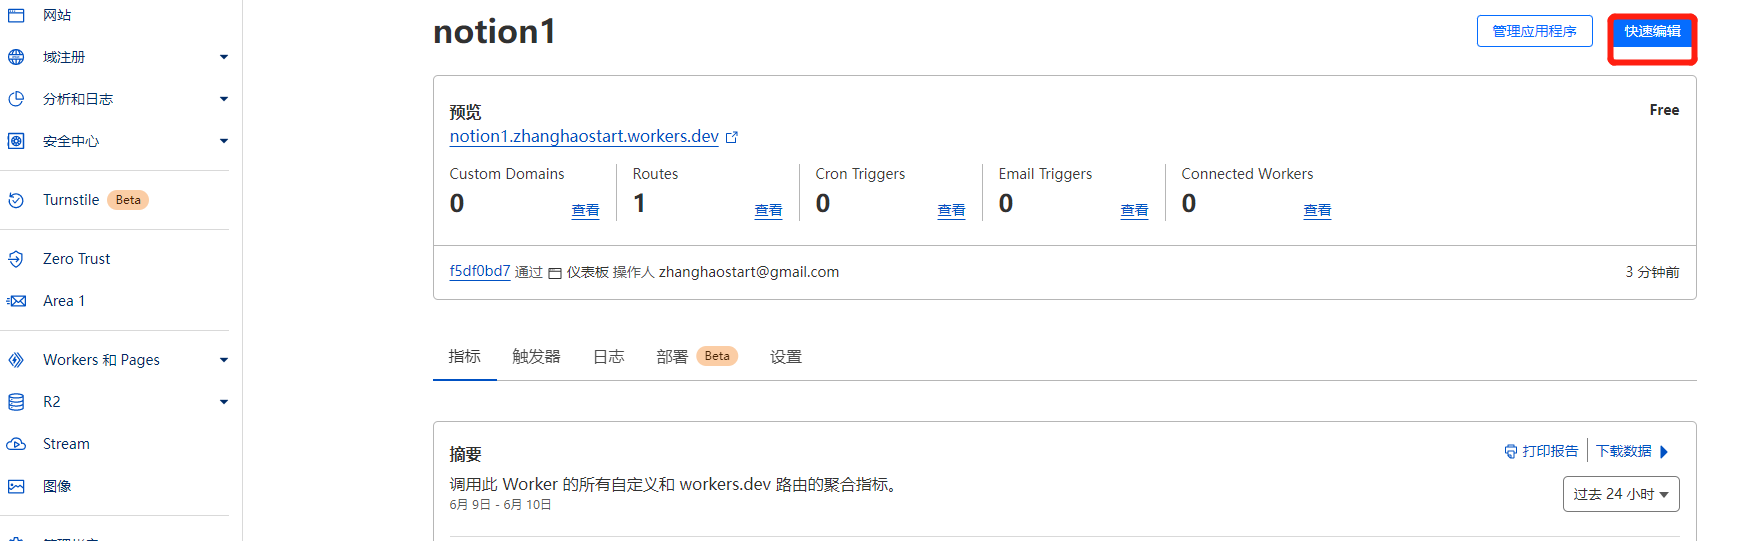 网站
域注册
分析和日志
安全中心
Turnstile Beta
Zero Trust
Area 1
Workers 和 Pages
R2
Stream
图像
notion1
管理应用程序
快速编辑
预览
Free
notion1.zhanghaostart.workers.dev
Custom Domains
0 查看
Routes
1 查看
Cron Triggers
0 查看
Email Triggers
0 查看
Connected Workers
0 查看
f5df0bd7 通过 仪表板 操作人 zhanghaostart@gmail.com
3 分钟前
指标 触发器 日志 部署 Beta 设置
摘要
打印报告 下载数据
调用此 Worker 的所有自定义和 workers.dev 路由的聚合指标。
6月 9日 - 6月 10日
过去 24 小时